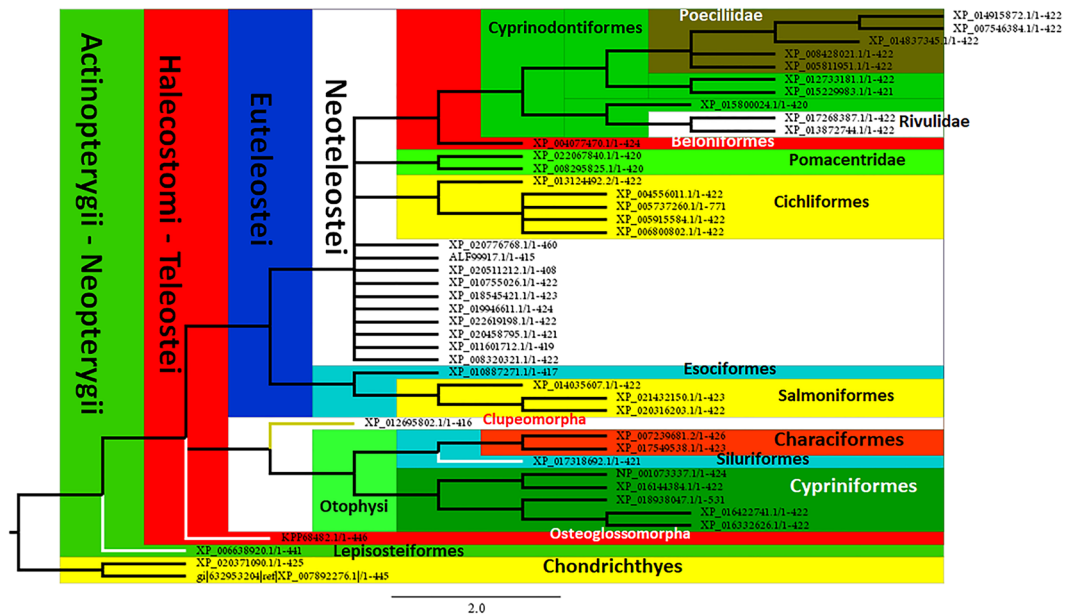 Actinopterygii - Neopterygii
Halecostomi - Teleostei
Euteleostei
Neoteleostei
Cyprinodontiformes
Poeciliidae
XP_014915872.1/1-422
XP_007546384.1/1-422
XP_014837345.1/1-422
XP_008428021.1/1-422
XP_005811951.1/1-422
XP_012733181.1/1-422
XP_015229983.1/1-421
XP_015800024.1/1-420
XP_017268387.1/1-422
Rivulidae
XP_013872744.1/1-422
XP_004077470.1/1-424
Beloniformes
XP_022067840.1/1-420
Pomacentridae
XP_008295825.1/1-420
XP_013124492.2/1-422
XP_004556011.1/1-422
Cichliformes
XP_005737260.1/1-771
XP_005915584.1/1-422
XP_006800802.1/1-422
XP_020776768.1/1-460
ALF99917.1/1-415
XP_020511212.1/1-408
XP_010755026.1/1-422
XP_018545421.1/1-423
XP_019946611.1/1-424
XP_022619198.1/1-422
XP_020458795.1/1-421
XP_011601712.1/1-419
XP_008320321.1/1-422
XP_010887271.1/1-417
Esociformes
XP_014035607.1/1-422
Salmoniformes
XP_021432150.1/1-423
XP_020316203.1/1-422
XP_012695802.1/1-416
Clupeomorpha
XP_007239681.2/1-426
Characiformes
XP_017549538.1/1-423
XP_017318692.1/1-421
Siluriformes
NP_001073337.1/1-424
XP_016144384.1/1-422
Cypriniformes
XP_018938047.1/1-531
Otophysi
XP_016422741.1/1-422
XP_016332626.1/1-422
KPP68482.1/1-446
Osteoglossomorpha
XP_006638920.1/1-441
Lepisosteiformes
XP_020371090.1/1-425
Chondrichthyes
gi|632953204|ref|XP_007892276.1|/1-445
2.0